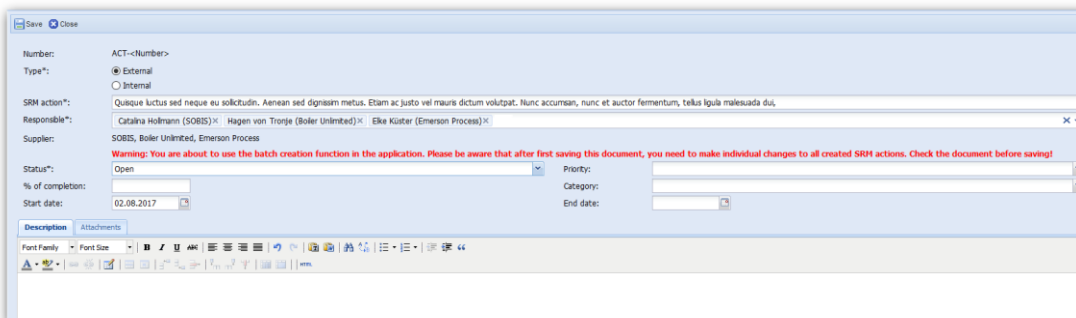 Save Close
Number: ACT-<Number>
Type*: External
Internal
SRM action*: Quisque luctus sed neque eu sollicitudin. Aenean sed dignissim metus. Etiam ac justo vel mauris dictum volutpat. Nunc accumsan, nunc et auctor fermentum, tellus ligula malesuada dui,
Responsible*: Catalina Hollmann (SOBIS)× Hagen von Tronje (Boiler Unlimited)× Elke Küster (Emerson Process)×
Supplier: SOBIS, Boiler Unlimited, Emerson Process
Warning: You are about to use the batch creation function in the application. Please be aware that after first saving this document, you need to make individual changes to all created SRM actions. Check the document before saving!
Status*: Open Priority:
% of completion: Category:
Start date: 02.08.2017 End date:
Description Attachments
Font Family Font Size B I U ABC
A ab HTML